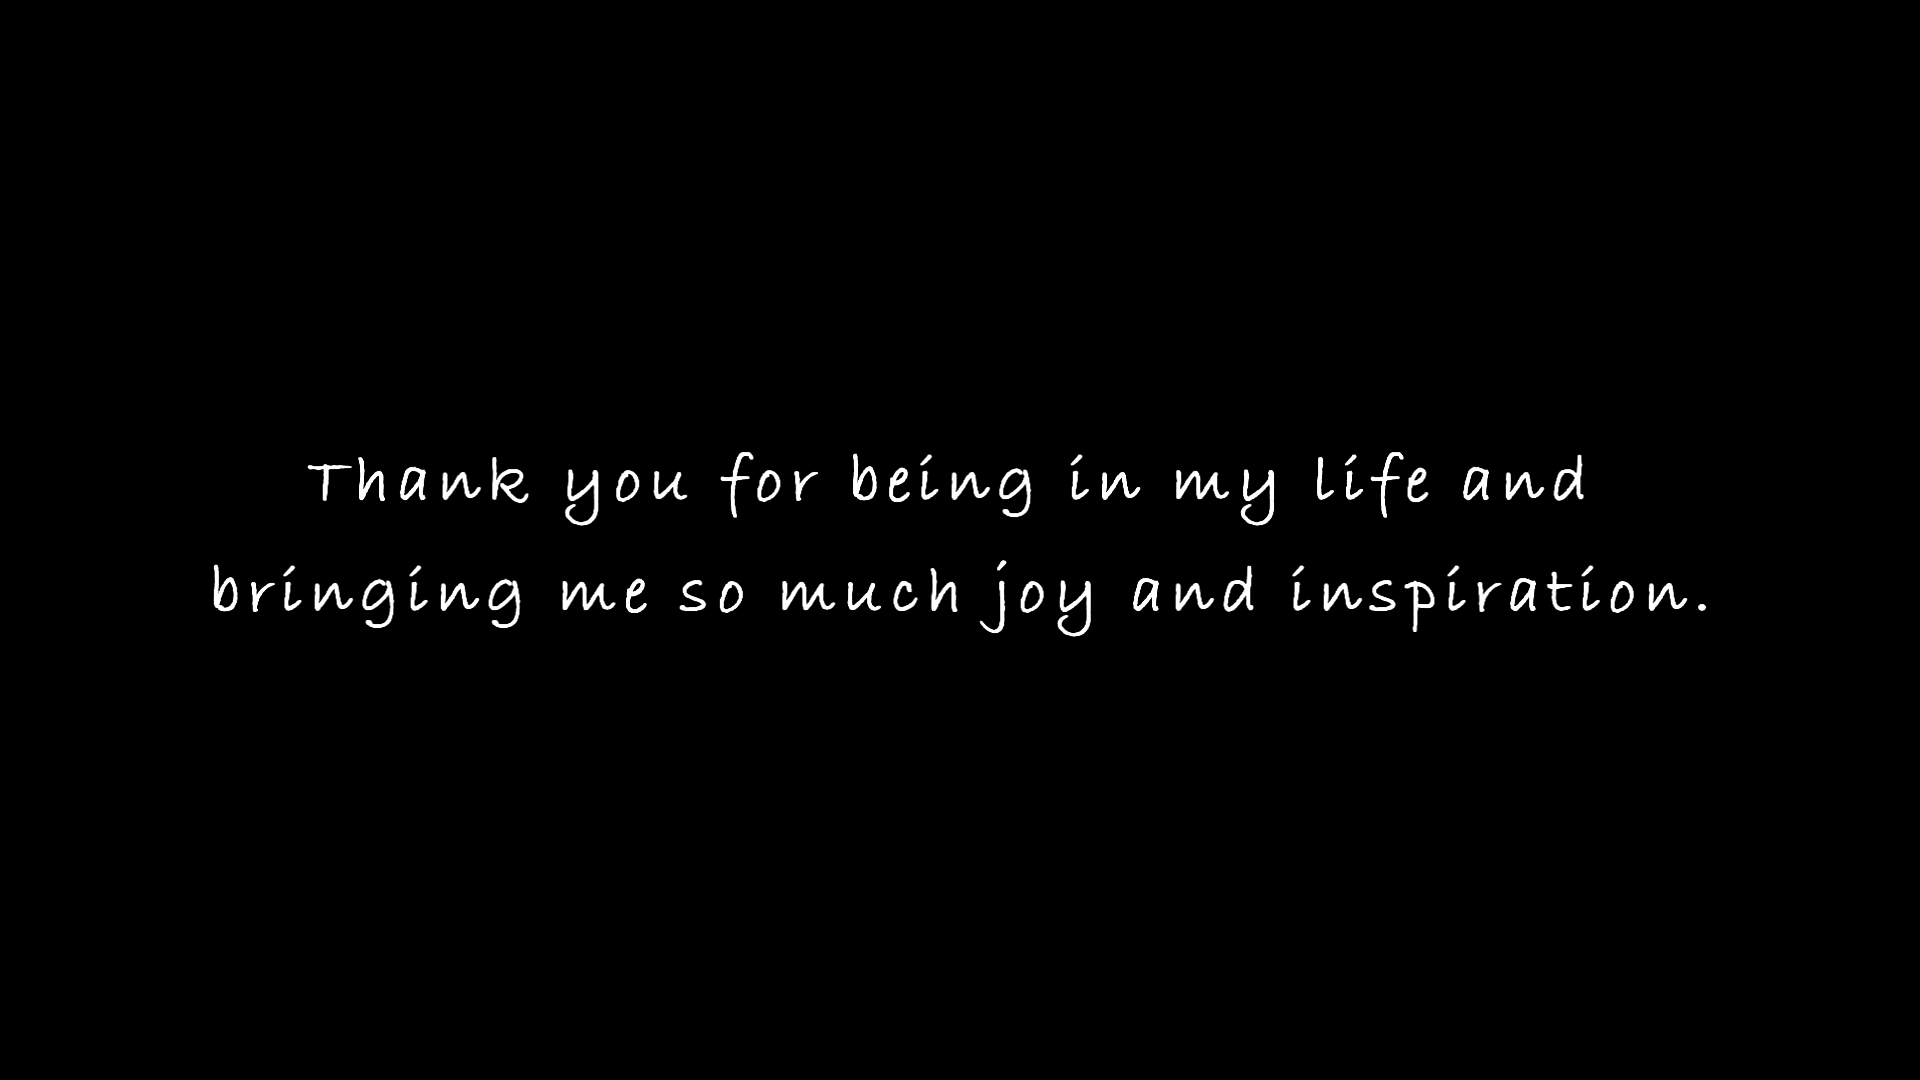 Thank you for being in my life and
bringing me so much joy and inspiration.